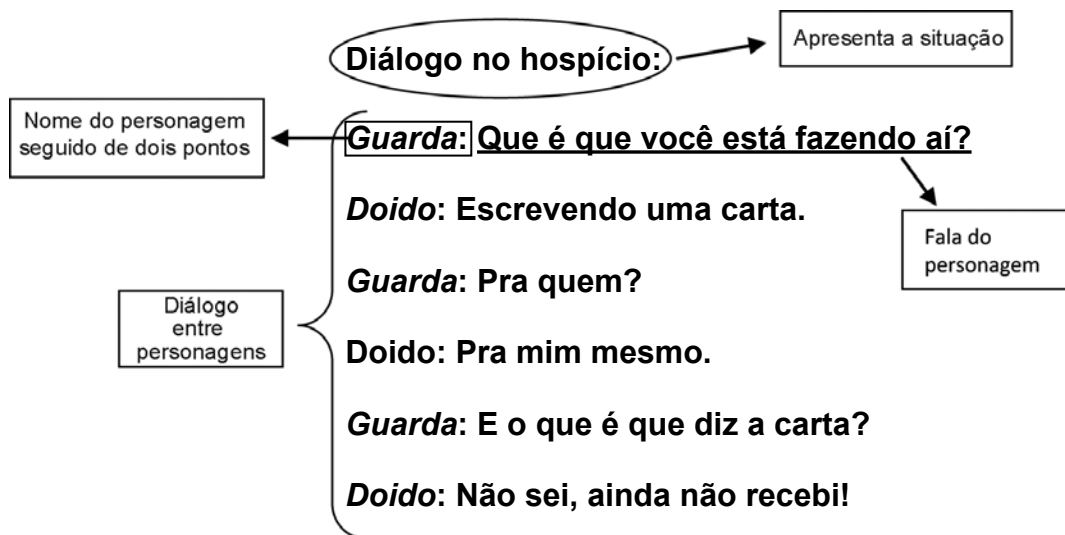 Diálogo no hospício:
Apresenta a situação
Nome do personagem
seguido de dois pontos
Guarda: Que é que você está fazendo aí?
Doido: Escrevendo uma carta.
Fala do
personagem
Guarda: Pra quem?
Diálogo
entre
personagens
Doido: Pra mim mesmo.
Guarda: E o que é que diz a carta?
Doido: Não sei, ainda não recebi!